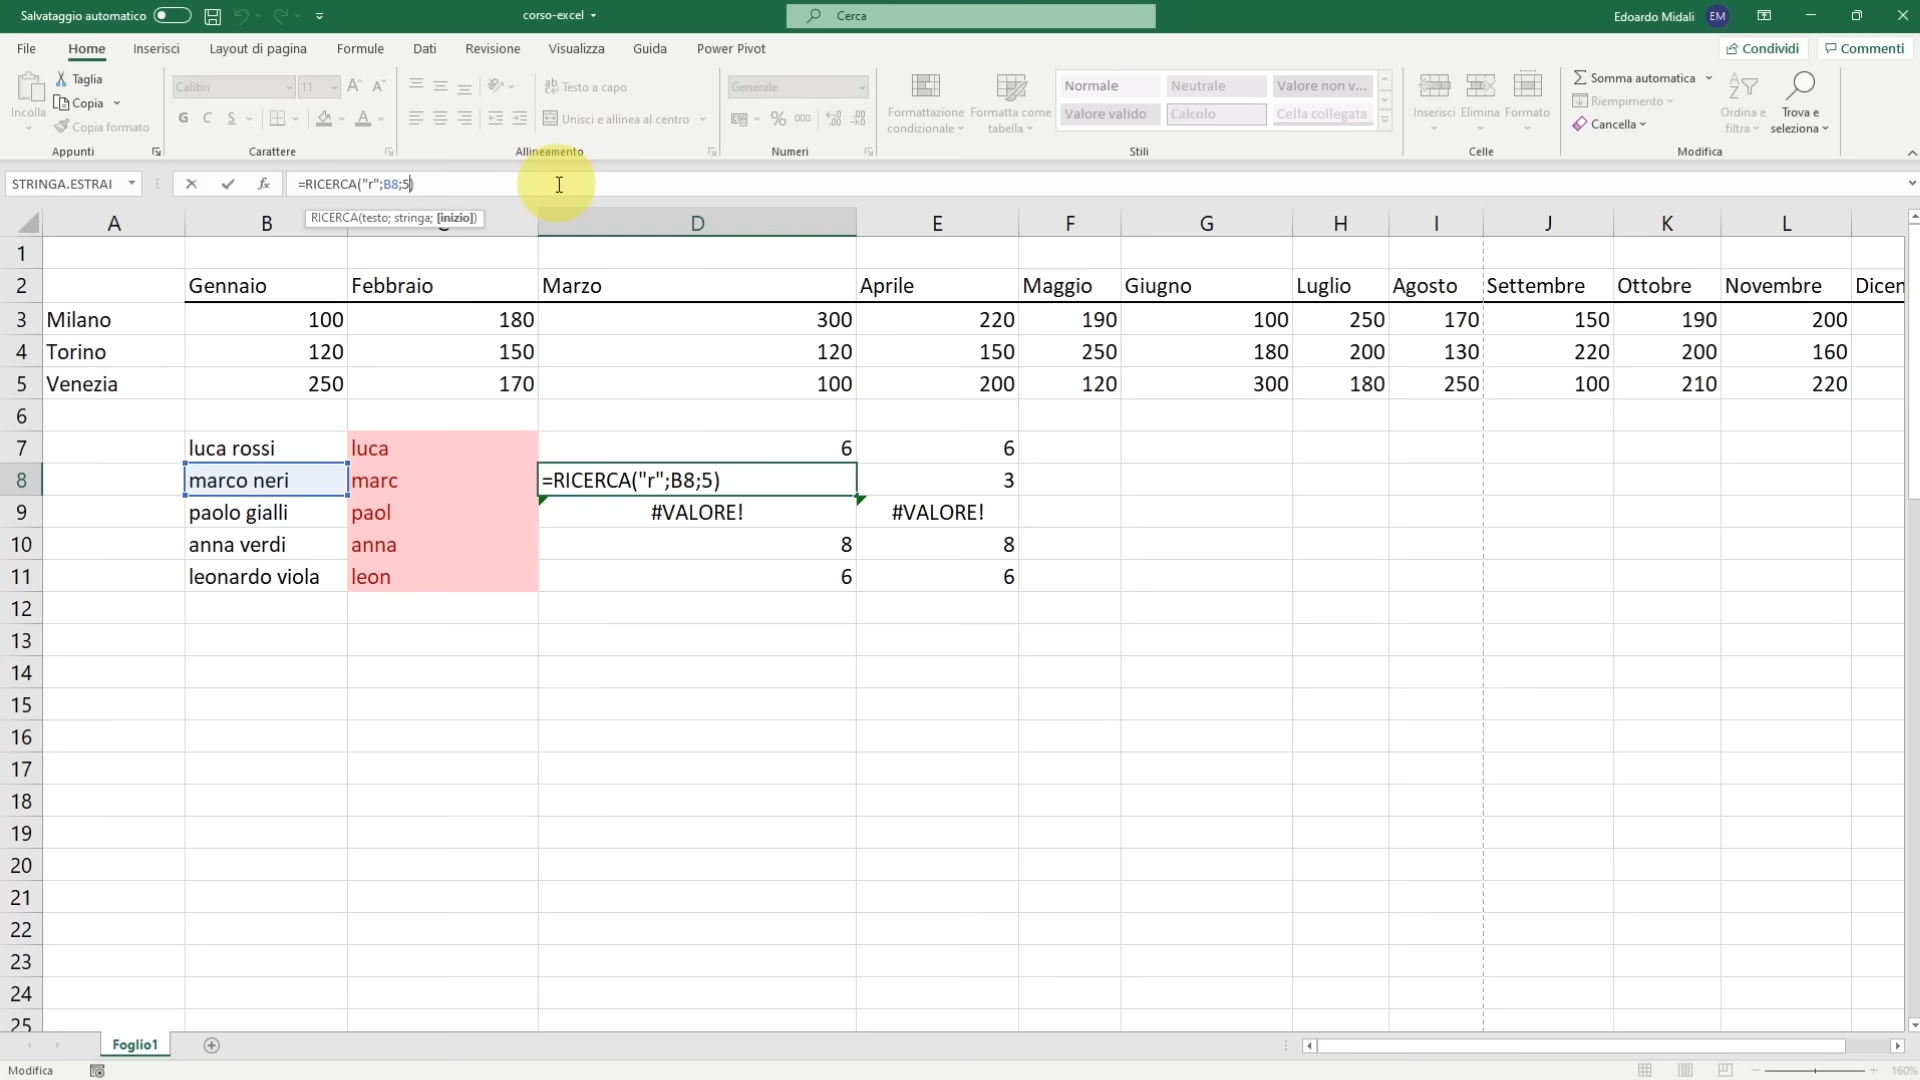 Salvataggio automatico
corso-excel
Cerca
Edoardo Midali
EM
File Home Inserisci Layout di pagina Formule Dati Revisione Visualizza Guida Power Pivot
Condividi
Commenti
Incolla
Taglia
Copia
Copia formato
Appunti
Calibri
11
G C S
Carattere
Testo a capo
Unisci e allinea al centro
Allineamento
Generale
% 000
Numeri
Formattazione condizionale
Formatta come tabella
Normale Neutrale Valore non v...
Valore valido Calcolo Cella collegata
Stili
Inserisci Elimina Formato
Celle
Somma automatica
Riempimento
Cancella
Ordina e filtra
Trova e seleziona
Modifica
STRINGA.ESTRAI
fx
=RICERCA("r";B8;5)
RICERCA(testo; stringa; [inizio])
A B C D E F G H I J K L
1
2 Gennaio Febbraio Marzo Aprile Maggio Giugno Luglio Agosto Settembre Ottobre Novembre Dicen
3 Milano 100 180 300 220 190 100 250 170 150 190 200
4 Torino 120 150 120 150 250 180 200 130 220 200 160
5 Venezia 250 170 100 200 120 300 180 250 100 210 220
6
7 luca rossi luca 6 6
8 marco neri marc =RICERCA("r";B8;5) 3
9 paolo gialli paol #VALORE! #VALORE!
10 anna verdi anna 8 8
11 leonardo viola leon 6 6
12
13
14
15
16
17
18
19
20
21
22
23
24
25
Foglio1
Modifica
160%